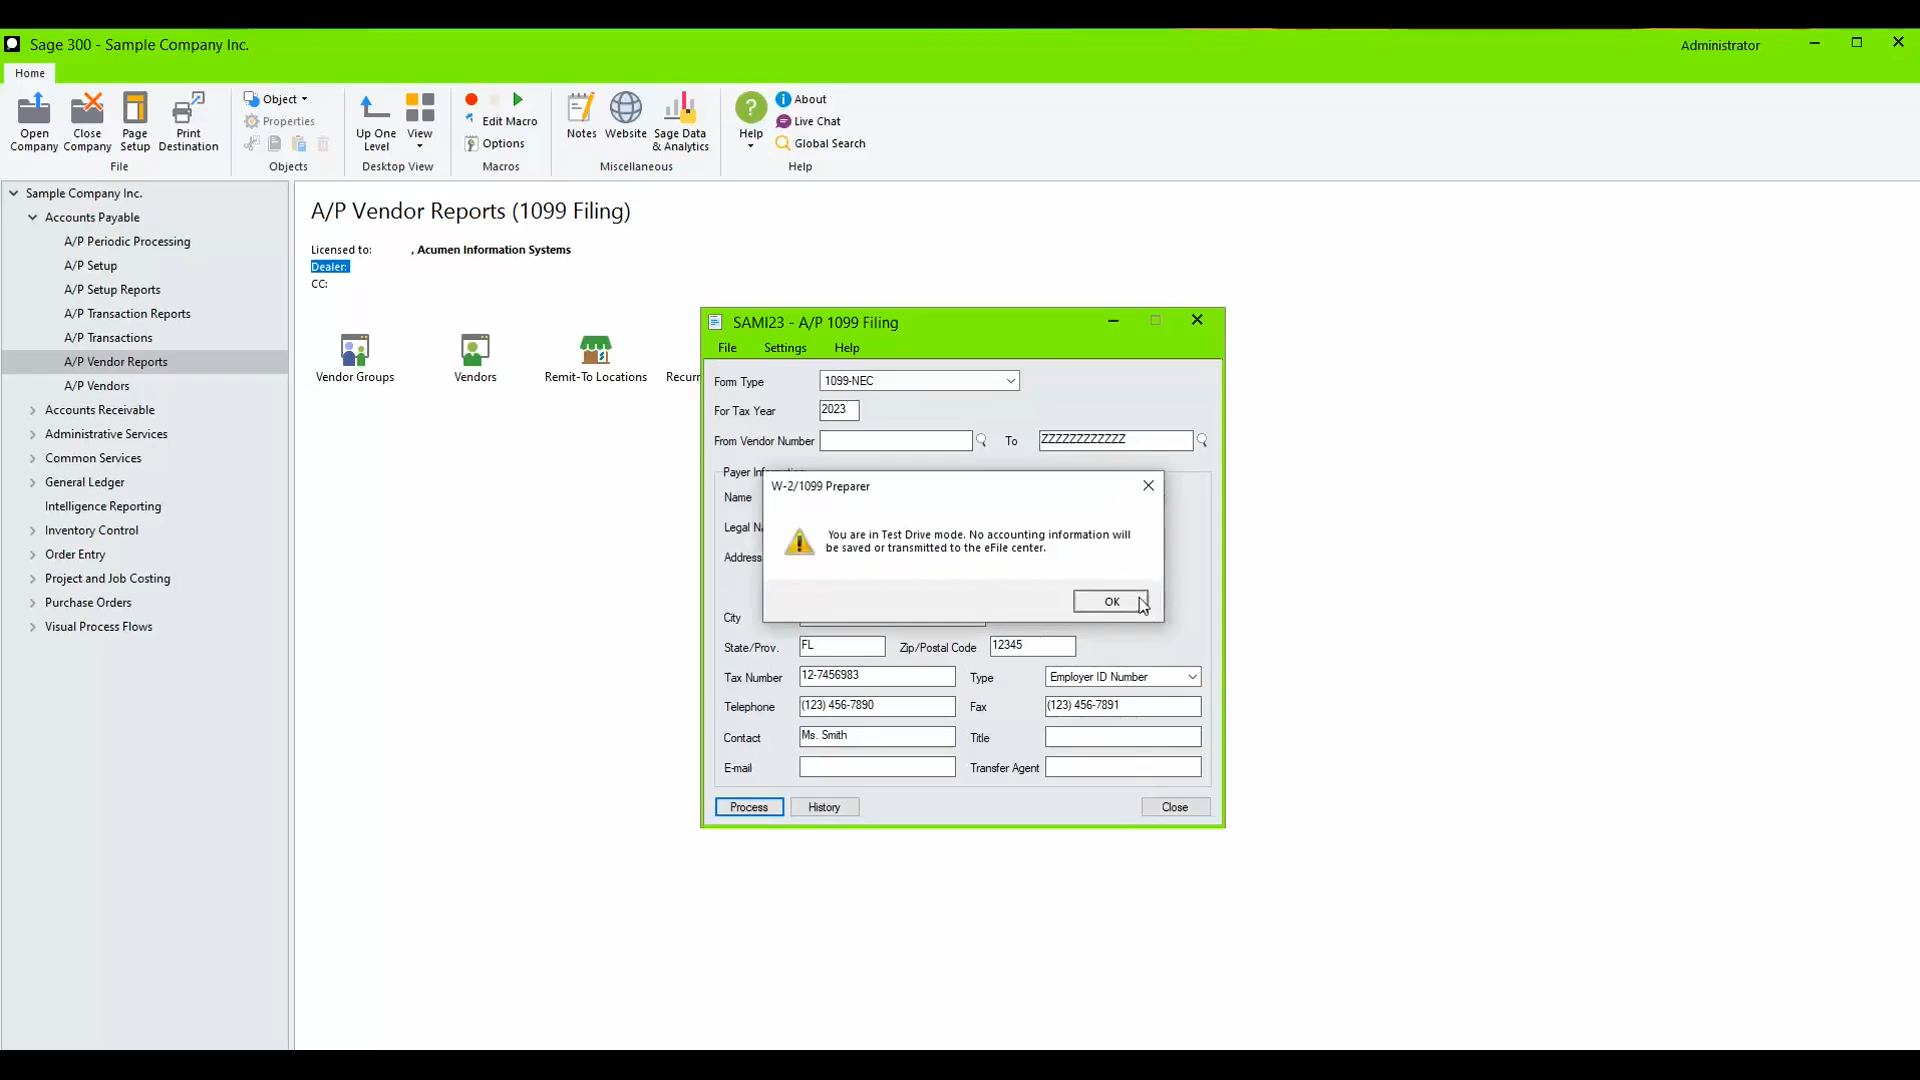 Sage 300 - Sample Company Inc.
Administrator
Home
Open Company
Close Company
Page Setup
Print Destination
File
Object
Properties
Objects
Up One Level
View
Desktop View
Edit Macro
Options
Macros
Notes
Website
Sage Data & Analytics
Miscellaneous
Help
About
Live Chat
Global Search
Help
Sample Company Inc.
Accounts Payable
A/P Periodic Processing
A/P Setup
A/P Setup Reports
A/P Transaction Reports
A/P Transactions
A/P Vendor Reports
A/P Vendors
Accounts Receivable
Administrative Services
Common Services
General Ledger
Intelligence Reporting
Inventory Control
Order Entry
Project and Job Costing
Purchase Orders
Visual Process Flows
A/P Vendor Reports (1099 Filing)
Licensed to: , Acumen Information Systems
Dealer:
CC:
Vendor Groups
Vendors
Remit-To Locations
Recurr
SAMI23 - A/P 1099 Filing
File Settings Help
Form Type 1099-NEC
For Tax Year 2023
From Vendor Number To ZZZZZZZZZZZZ
Payer
Name
Legal
Address
W-2/1099 Preparer
You are in Test Drive mode. No accounting information will
be saved or transmitted to the eFile center.
OK
City
State/Prov. FL Zip/Postal Code 12345
Tax Number 12-7456983 Type Employer ID Number
Telephone (123) 456-7890 Fax (123) 456-7891
Contact Ms. Smith Title
E-mail Transfer Agent
Process History Close